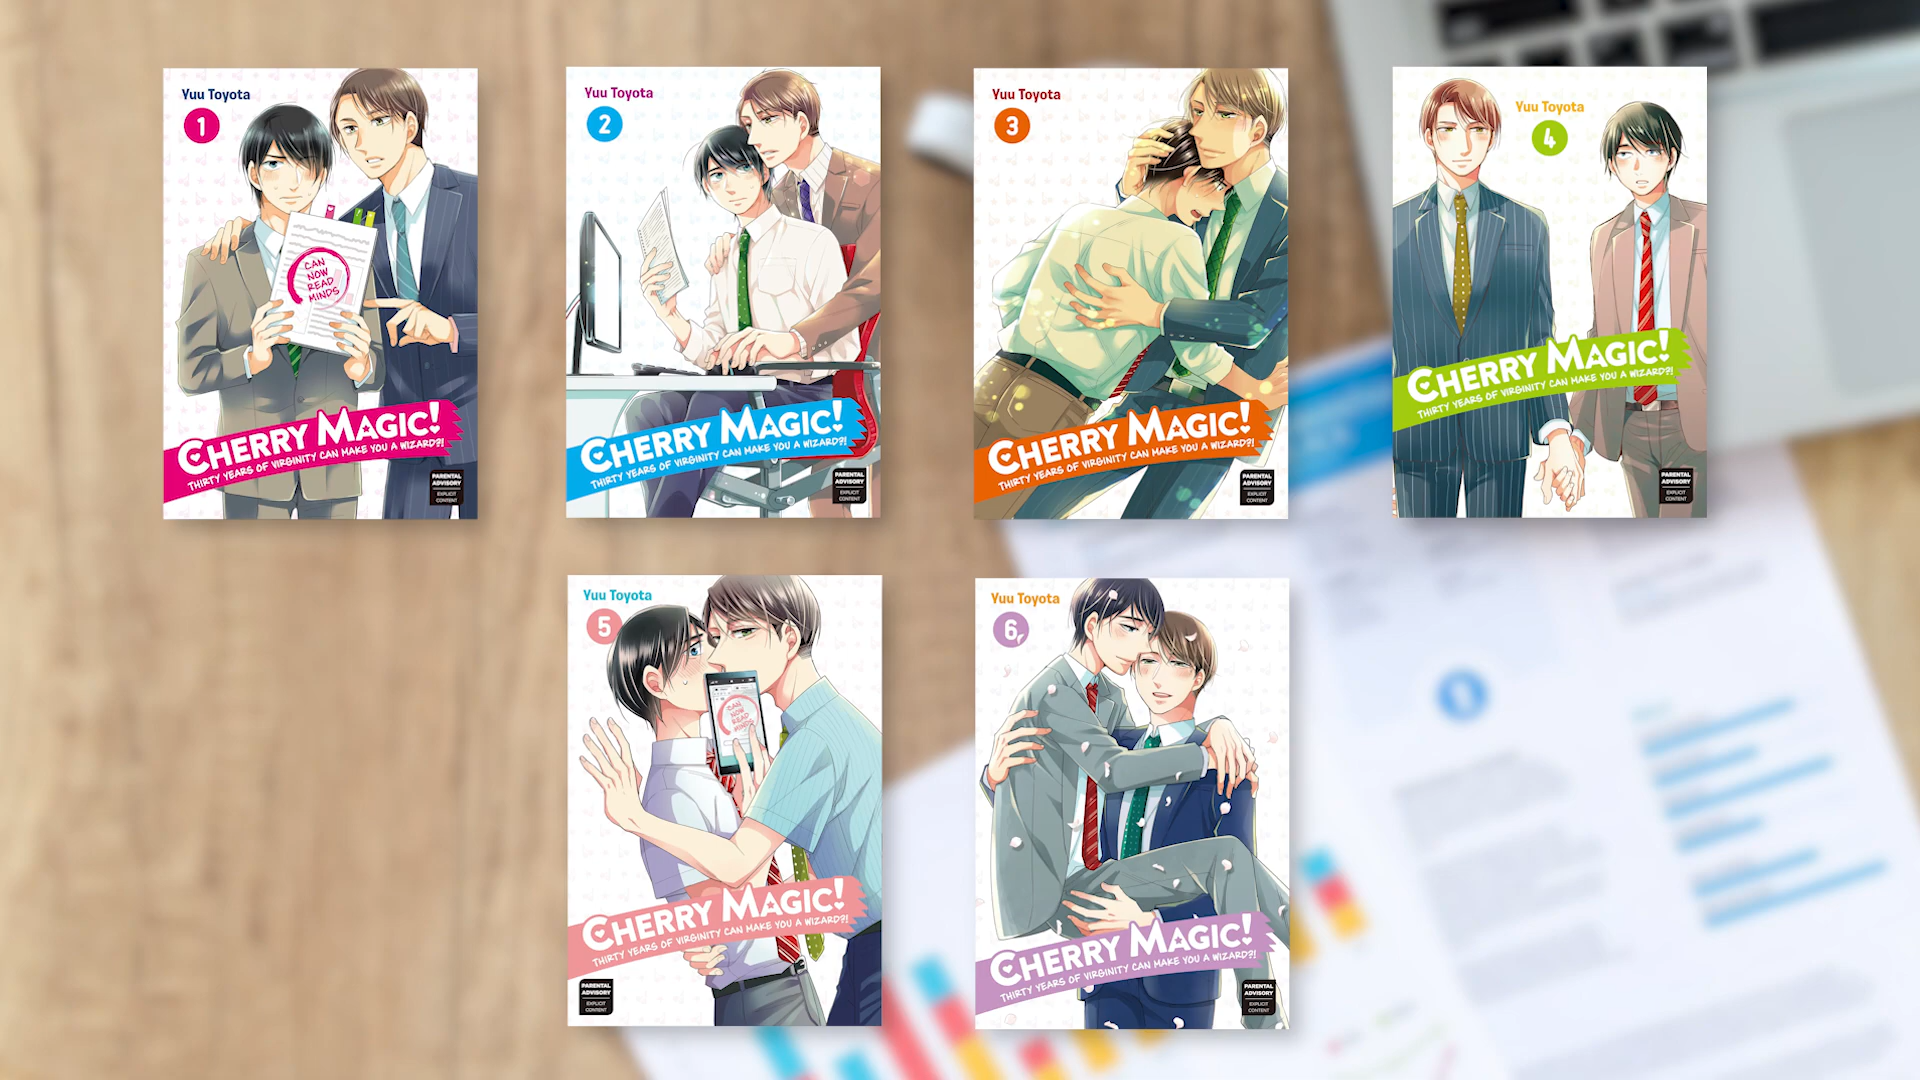 Yuu Toyota
1
CAN
NOW
READ
MINDS
CHERRY MAGIC!
THIRTY YEARS OF VIRGINITY CAN MAKE YOU A WIZARD?!
PARENTAL
ADVISORY
EXPLICIT
CONTENT
Yuu Toyota
2
CHERRY MAGIC!
THIRTY YEARS OF VIRGINITY CAN MAKE YOU A WIZARD?!
PARENTAL
ADVISORY
EXPLICIT
CONTENT
Yuu Toyota
3
CHERRY MAGIC!
THIRTY YEARS OF VIRGINITY CAN MAKE YOU A WIZARD?!
PARENTAL
ADVISORY
EXPLICIT
CONTENT
Yuu Toyota
4
CHERRY MAGIC!
THIRTY YEARS OF VIRGINITY CAN MAKE YOU A WIZARD?!
PARENTAL
ADVISORY
EXPLICIT
CONTENT
Yuu Toyota
5
CAN
NOW
READ
MINDS
CHERRY MAGIC!
THIRTY YEARS OF VIRGINITY CAN MAKE YOU A WIZARD?!
PARENTAL
ADVISORY
EXPLICIT
CONTENT
Yuu Toyota
6
CHERRY MAGIC!
THIRTY YEARS OF VIRGINITY CAN MAKE YOU A WIZARD?!
PARENTAL
ADVISORY
EXPLICIT
CONTENT